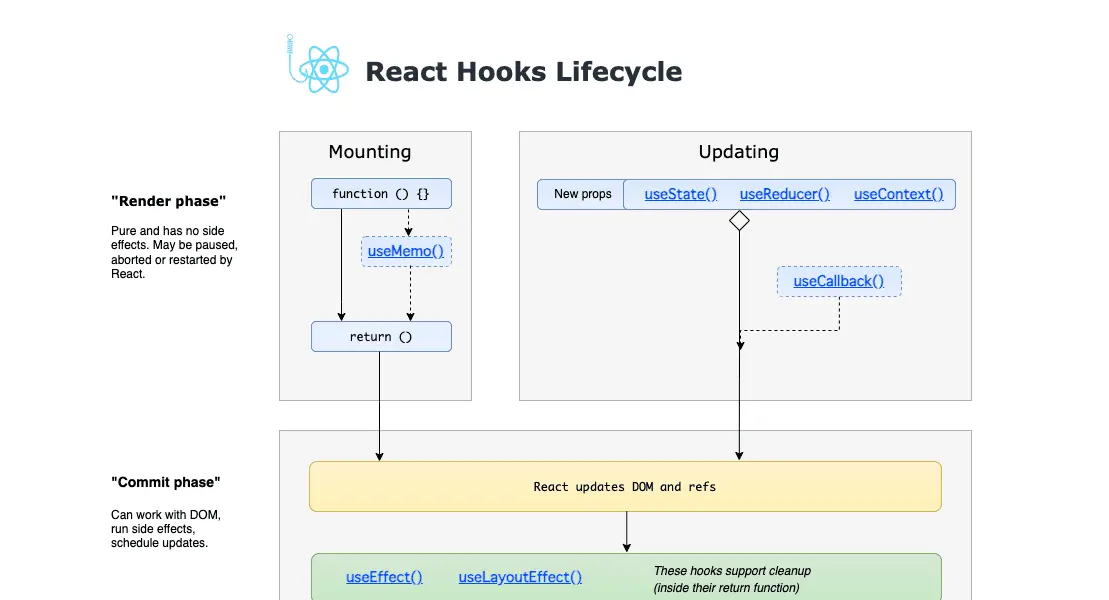 React Hooks Lifecycle
Mounting
Updating
"Render phase"
Pure and has no side
effects. May be paused,
aborted or restarted by
React.
function () {}
useMemo()
return ()
New props
useState()
useReducer()
useContext()
useCallback()
"Commit phase"
Can work with DOM,
run side effects,
schedule updates.
React updates DOM and refs
useEffect()
useLayoutEffect()
These hooks support cleanup
(inside their return function)